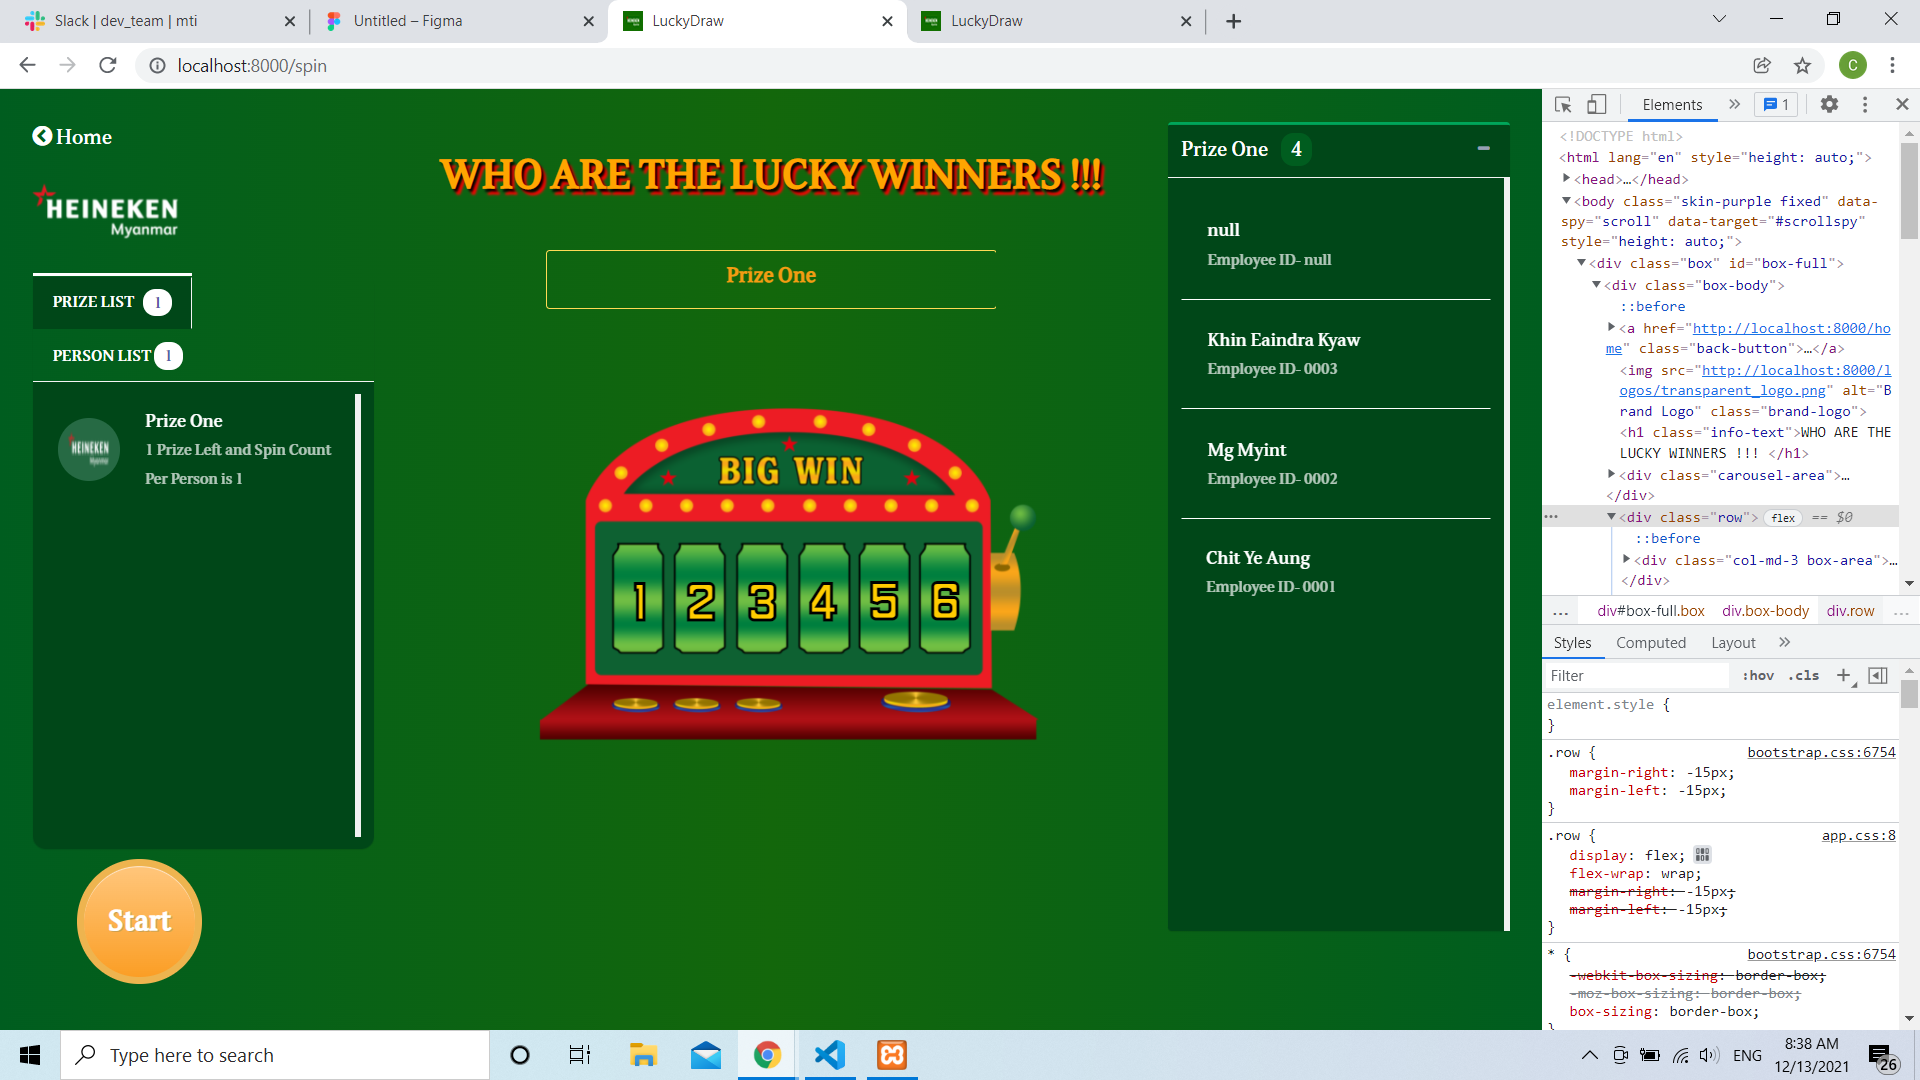 Slack | dev_team | mti
Untitled – Figma
LuckyDraw
LuckyDraw
localhost:8000/spin
C
Home
HEINEKEN
Myanmar
PRIZE LIST 1
PERSON LIST 1
HEINEKEN
Prize One
1 Prize Left and Spin Count
Per Person is 1
Start
WHO ARE THE LUCKY WINNERS !!!
Prize One
BIG WIN
1 2 3 4 5 6
Prize One 4
null
Employee ID- null
Khin Eaindra Kyaw
Employee ID- 0003
Mg Myint
Employee ID- 0002
Chit Ye Aung
Employee ID- 0001
Elements
1
<!DOCTYPE html>
<html lang="en" style="height: auto;">
<head>…</head>
<body class="skin-purple fixed" data-
spy="scroll" data-target="#scrollspy"
style="height: auto;">
<div class="box" id="box-full">
<div class="box-body">
::before
<a href="http://localhost:8000/ho
me" class="back-button">…</a>
<img src="http://localhost:8000/l
ogos/transparent_logo.png" alt="B
rand Logo" class="brand-logo">
<h1 class="info-text">WHO ARE THE
LUCKY WINNERS !!! </h1>
<div class="carousel-area">…
</div>
<div class="row"> flex == $0
::before
<div class="col-md-3 box-area">…
</div>
... div#box-full.box div.box-body div.row ...
Styles Computed Layout
Filter :hov .cls
element.style {
}
.row { bootstrap.css:6754
margin-right: -15px;
margin-left: -15px;
}
.row { app.css:8
display: flex;
flex-wrap: wrap;
margin-right: -15px;
margin-left: -15px;
}
* { bootstrap.css:6754
-webkit-box-sizing: border-box;
-moz-box-sizing: border-box;
box-sizing: border-box;
}
Type here to search
ENG
8:38 AM
12/13/2021
26